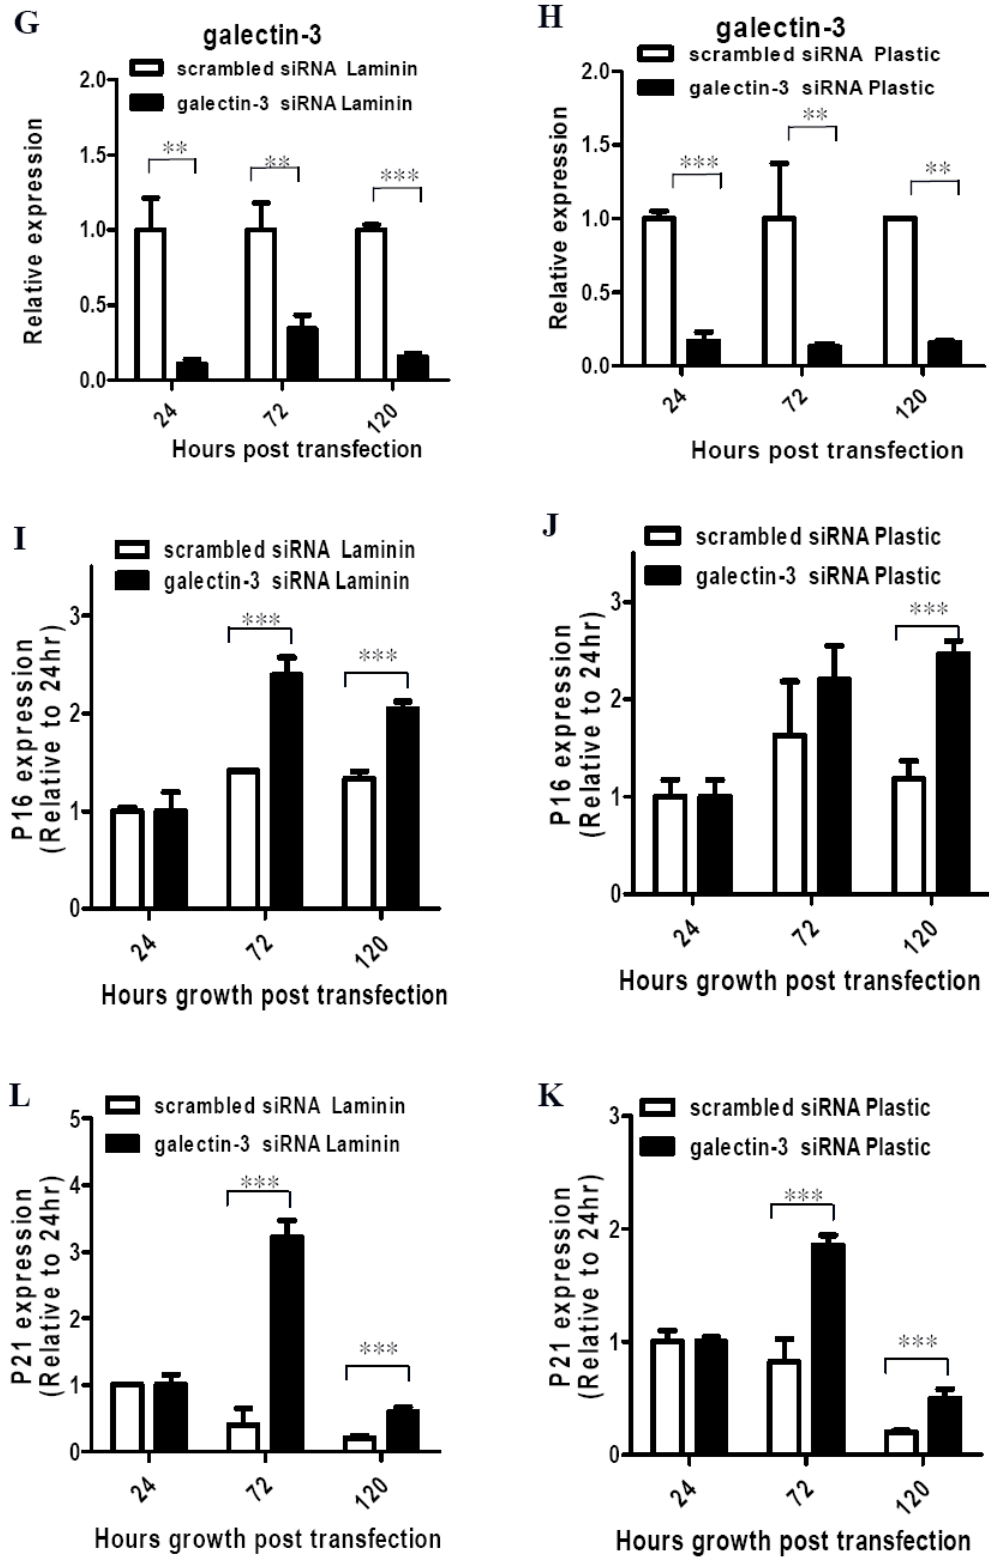 G
galectin-3
scrambled siRNA Laminin
galectin-3 siRNA Laminin
Relative expression
2.0
1.5
1.0
0.5
0.0
**
**
***
24
72
120
Hours post transfection
H
galectin-3
scrambled siRNA Plastic
galectin-3 siRNA Plastic
Relative expression
2.0
1.5
1.0
0.5
0.0
***
**
**
24
72
120
Hours post transfection
I
scrambled siRNA Laminin
galectin-3 siRNA Laminin
P16 expression
(Relative to 24hr)
3
2
1
0
***
***
24
72
120
Hours growth post transfection
J
scrambled siRNA Plastic
galectin-3 siRNA Plastic
P16 expression
(Relative to 24hr)
3
2
1
0
***
24
72
120
Hours growth post transfection
L
scrambled siRNA Laminin
galectin-3 siRNA Laminin
P21 expression
(Relative to 24hr)
5
4
3
2
1
0
***
***
24
72
120
Hours growth post transfection
K
scrambled siRNA Plastic
galectin-3 siRNA Plastic
P21 expression
(Relative to 24hr)
3
2
1
0
***
***
24
72
120
Hours growth post transfection